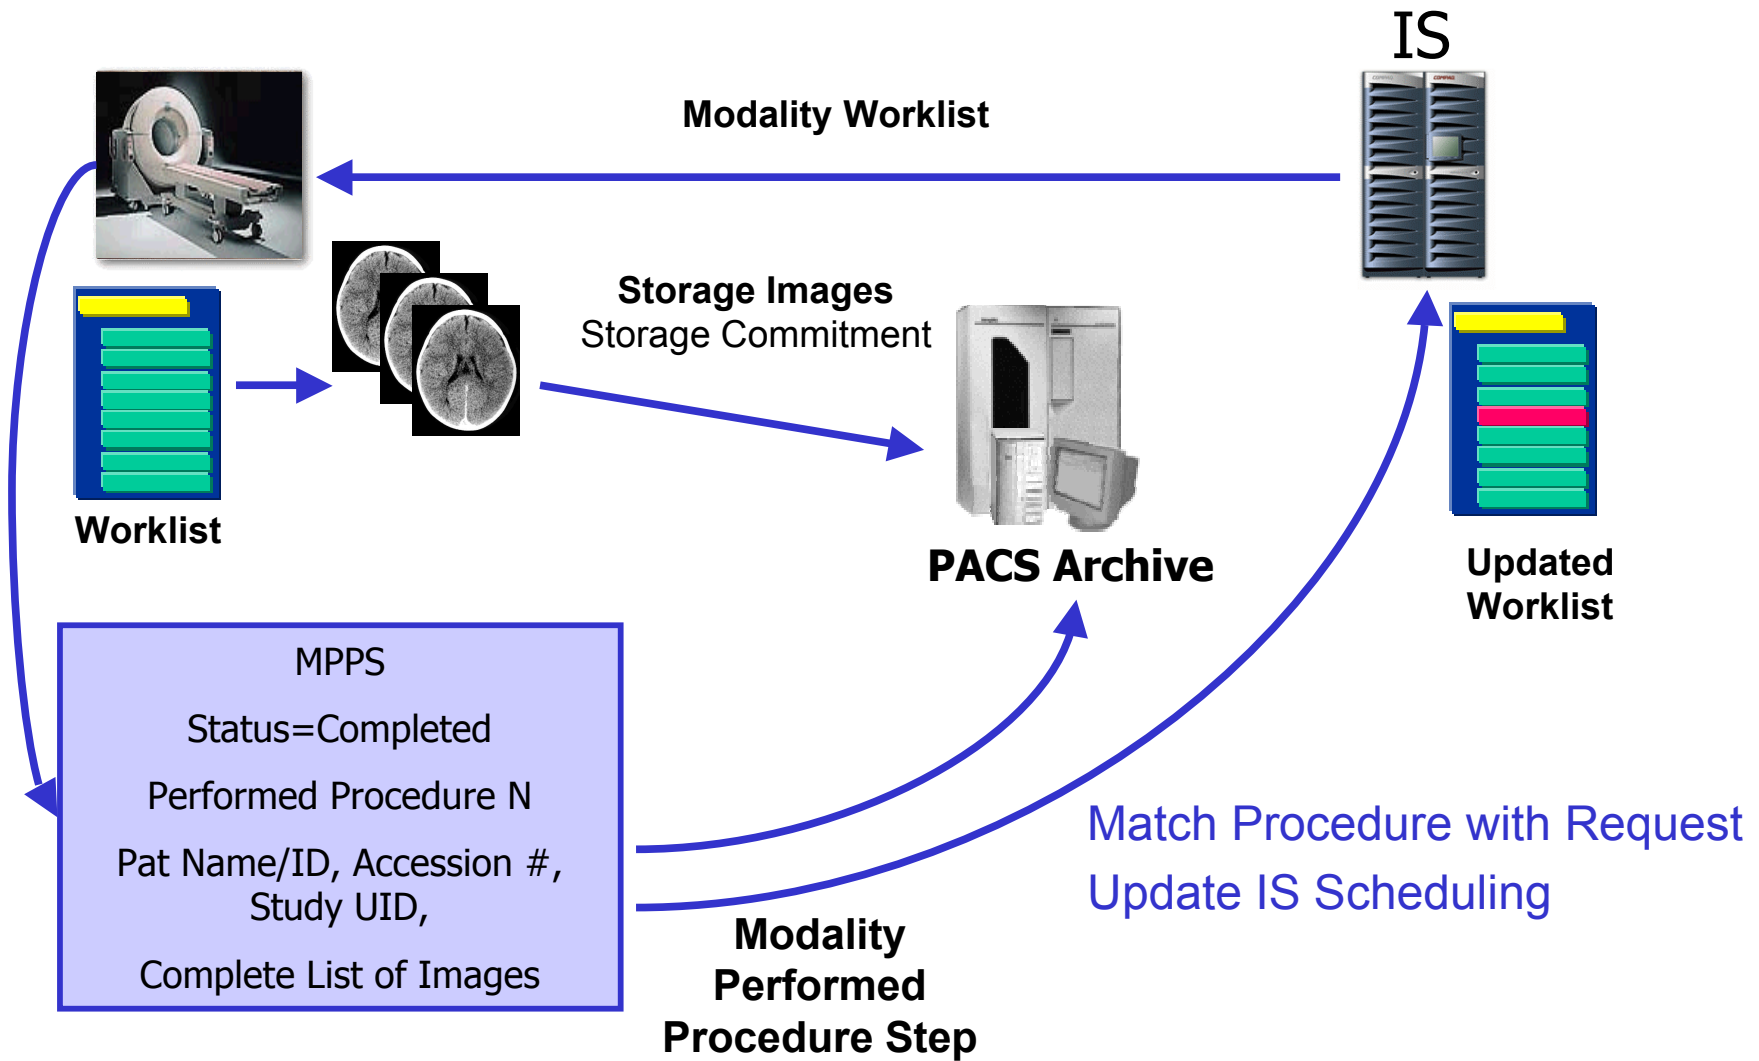 IS
Modality Worklist
Storage Images
Storage Commitment
Worklist
PACS Archive
Updated
Worklist
MPPS
Status=Completed
Performed Procedure N
Pat Name/ID, Accession #,
Study UID,
Complete List of Images
Match Procedure with Request
Update IS Scheduling
Modality
Performed
Procedure Step